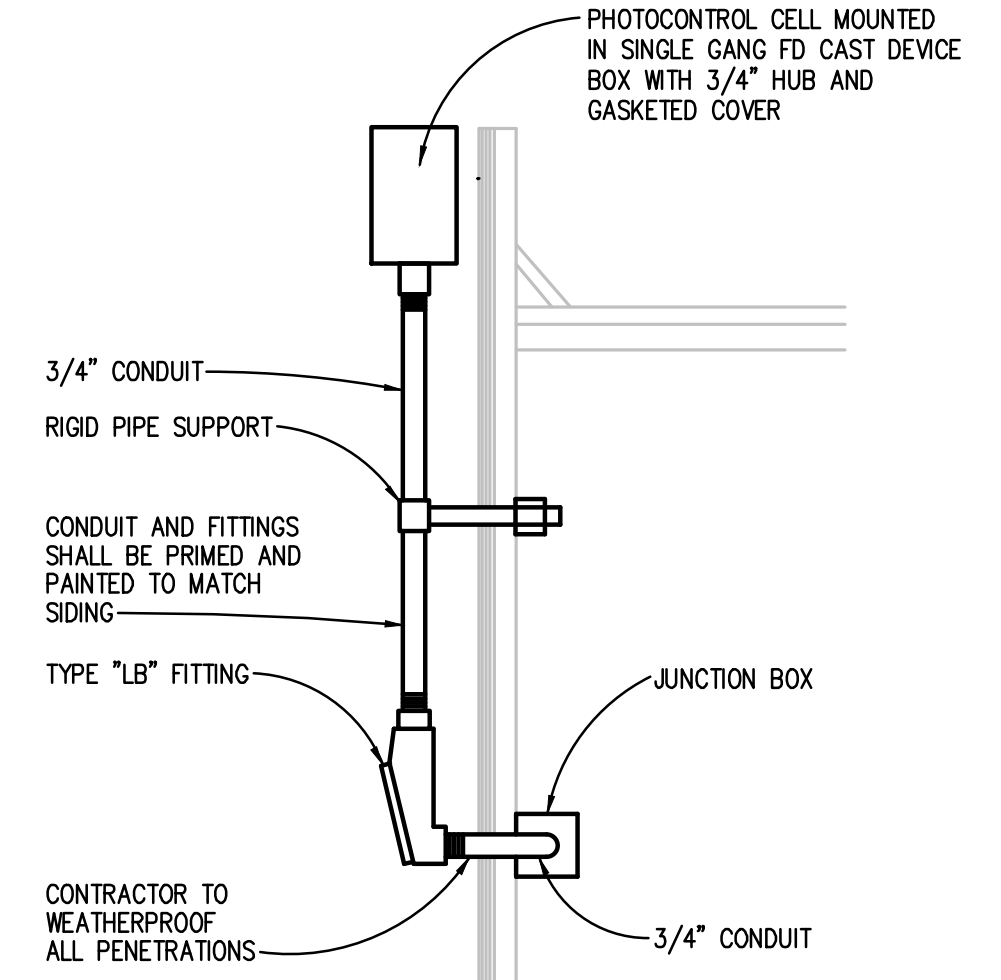 PHOTOCONTROL CELL MOUNTED
IN SINGLE GANG FD CAST DEVICE
BOX WITH 3/4" HUB AND
GASKETED COVER
3/4" CONDUIT
RIGID PIPE SUPPORT
CONDUIT AND FITTINGS
SHALL BE PRIMED AND
PAINTED TO MATCH
SIDING
TYPE "LB" FITTING
JUNCTION BOX
CONTRACTOR TO
WEATHERPROOF
ALL PENETRATIONS
3/4" CONDUIT